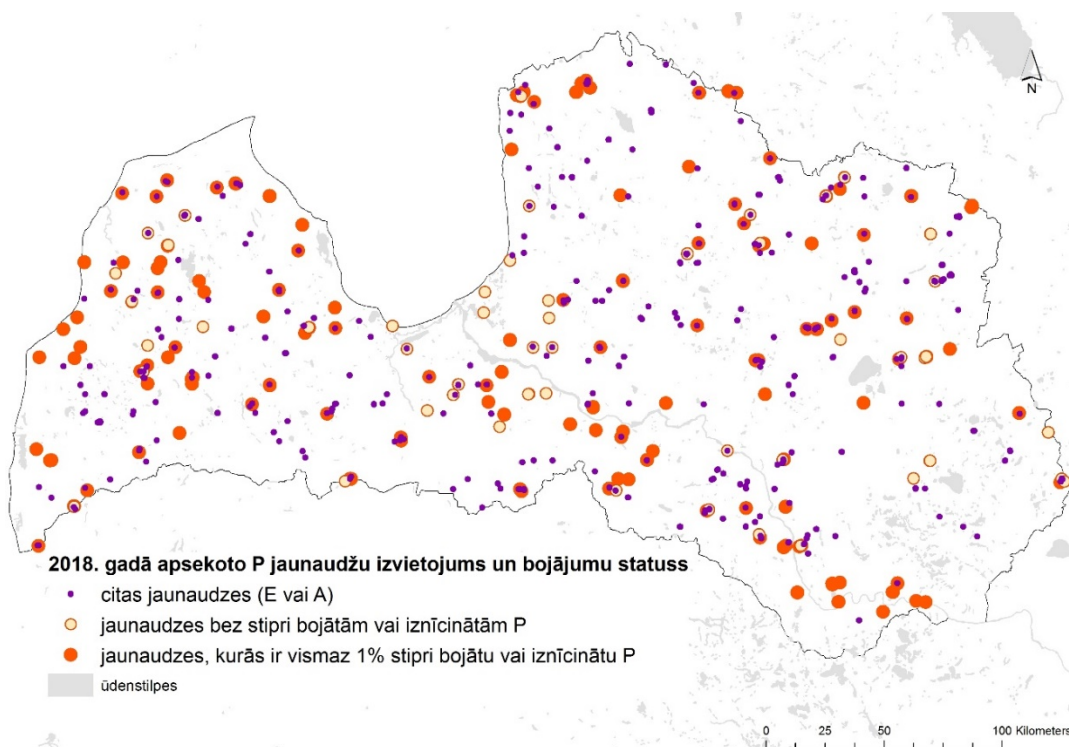 N
2018. gadā apsekoto P jaunaudžu izvietojums un bojājumu statuss
citas jaunaudzes (E vai A)
jaunaudzes bez stipri bojātām vai iznīcinātām P
jaunaudzes, kurās ir vismaz 1% stipri bojātu vai iznīcinātu P
ūdenstilpes
0 25 50 100 Kilometers